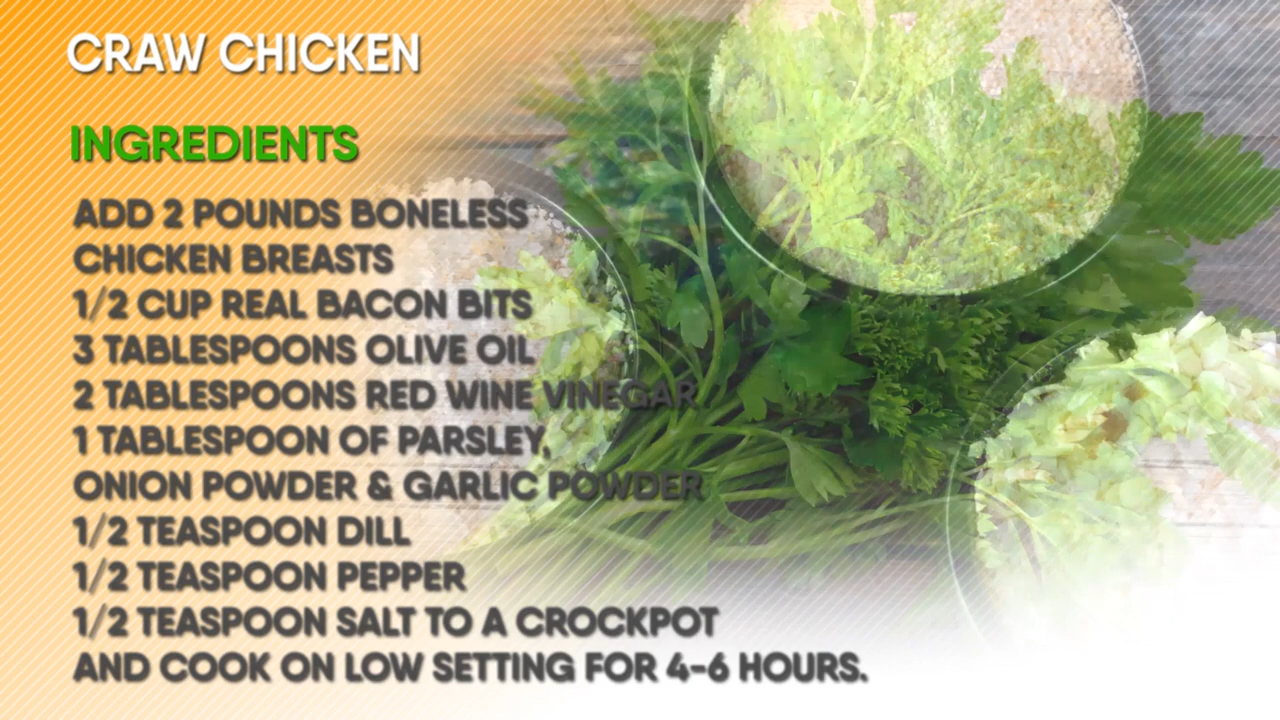 CRAW CHICKEN
INGREDIENTS
ADD 2 POUNDS BONELESS
CHICKEN BREASTS
1/2 CUP REAL BACON BITS
3 TABLESPOONS OLIVE OIL
2 TABLESPOONS RED WINE VINEGAR
1 TABLESPOON OF PARSLEY,
ONION POWDER & GARLIC POWDER
1/2 TEASPOON DILL
1/2 TEASPOON PEPPER
1/2 TEASPOON SALT TO A CROCKPOT
AND COOK ON LOW SETTING FOR 4-6 HOURS.